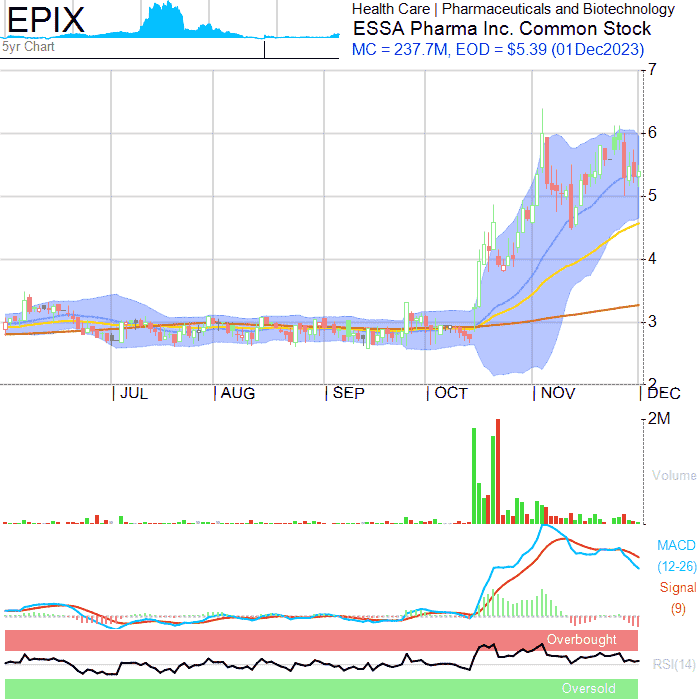 EPIX
5yr Chart
Health Care | Pharmaceuticals and Biotechnology
ESSA Pharma Inc. Common Stock
MC = 237.7M, EOD = $5.39 (01Dec2023)
7
6
5
4
3
2
JUL AUG SEP OCT NOV DEC
2M
Volume
MACD
(12-26)
Signal
(9)
Overbought
RSI(14)
Oversold